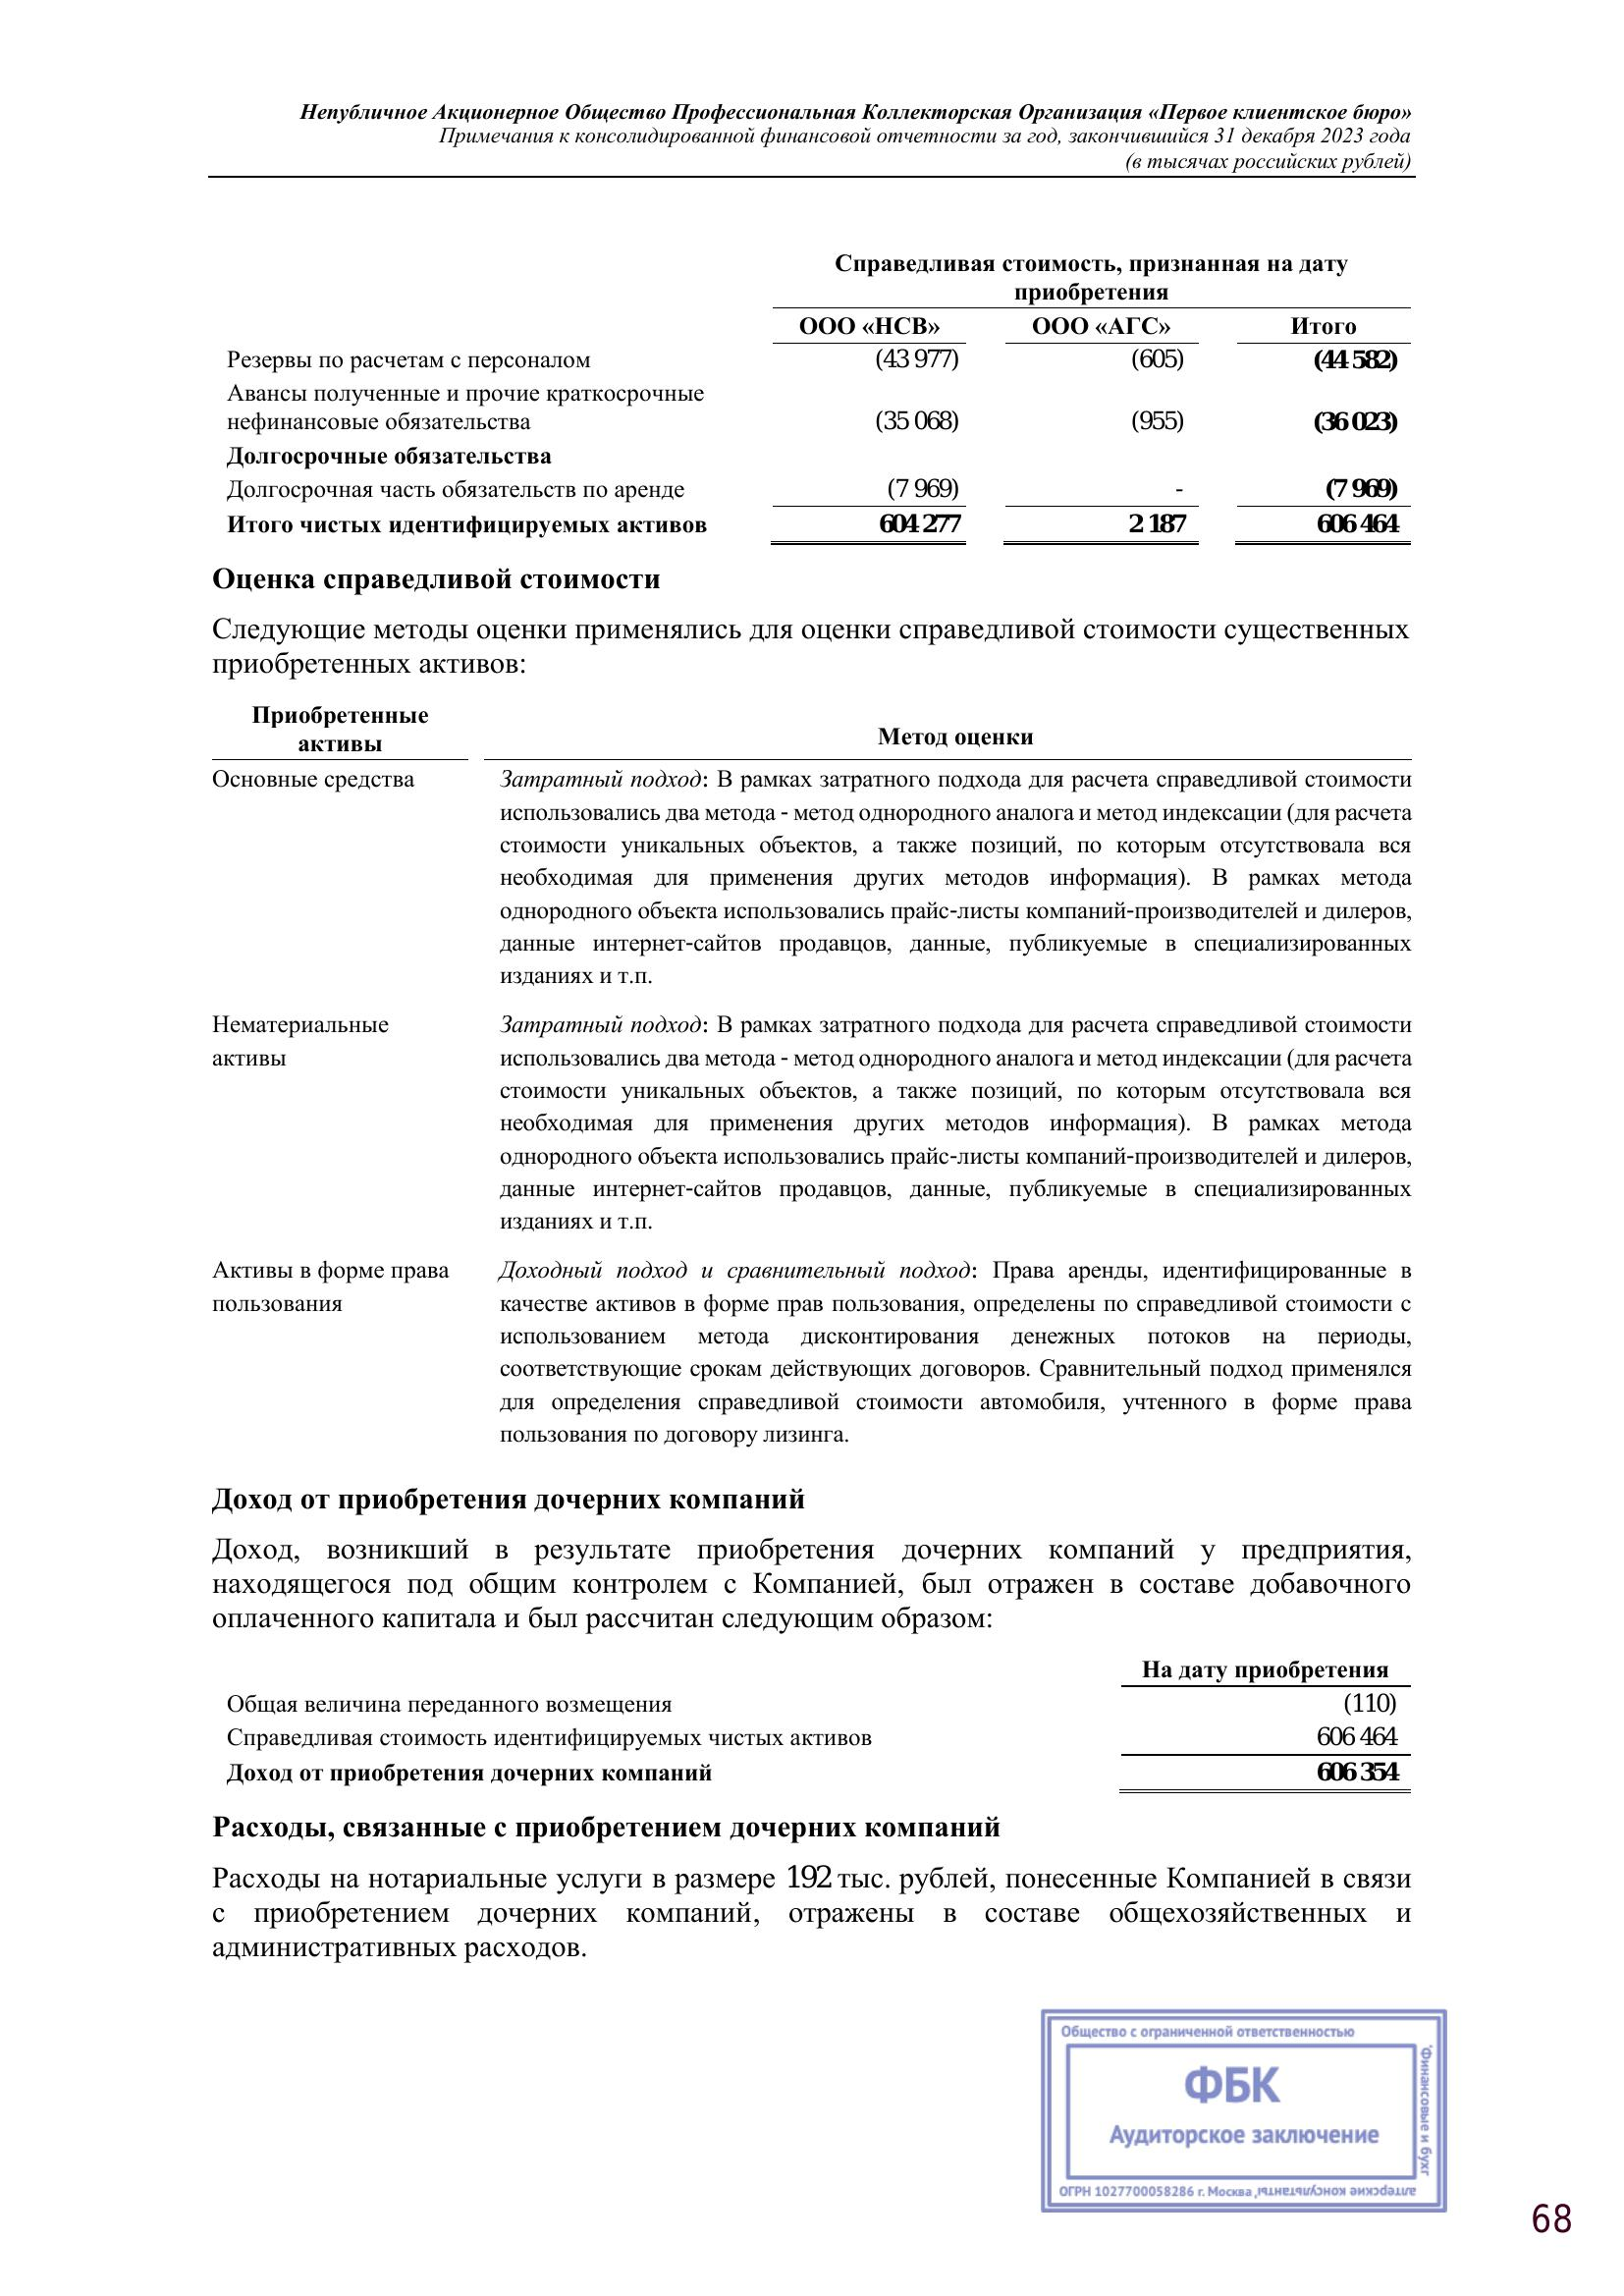 Непубличное Акционерное Общество Профессиональная Коллекторская Организация «Первое клиентское бюро»
Примечания к консолидированной финансовой отчетности за год, закончившийся 31 декабря 2023 года
(в тысячах российских рублей)
Справедливая стоимость, признанная на дату
приобретения
ООО «НСВ» ООО «АГС» Итого
Резервы по расчетам с персоналом (43 977) (605) (44 582)
Авансы полученные и прочие краткосрочные
нефинансовые обязательства (35 068) (955) (36 023)
Долгосрочные обязательства
Долгосрочная часть обязательств по аренде (7 969) - (7 969)
Итого чистых идентифицируемых активов 604 277 2 187 606 464
Оценка справедливой стоимости
Следующие методы оценки применялись для оценки справедливой стоимости существенных
приобретенных активов:
Приобретенные
активы
Метод оценки
Основные средства Затратный подход: В рамках затратного подхода для расчета справедливой стоимости
использовались два метода - метод однородного аналога и метод индексации (для расчета
стоимости уникальных объектов, а также позиций, по которым отсутствовала вся
необходимая для применения других методов информация). В рамках метода
однородного объекта использовались прайс-листы компаний-производителей и дилеров,
данные интернет-сайтов продавцов, данные, публикуемые в специализированных
изданиях и т.п.
Нематериальные Затратный подход: В рамках затратного подхода для расчета справедливой стоимости
активы использовались два метода - метод однородного аналога и метод индексации (для расчета
стоимости уникальных объектов, а также позиций, по которым отсутствовала вся
необходимая для применения других методов информация). В рамках метода
однородного объекта использовались прайс-листы компаний-производителей и дилеров,
данные интернет-сайтов продавцов, данные, публикуемые в специализированных
изданиях и т.п.
Активы в форме права Доходный подход и сравнительный подход: Права аренды, идентифицированные в
пользования качестве активов в форме прав пользования, определены по справедливой стоимости с
использованием метода дисконтирования денежных потоков на периоды,
соответствующие срокам действующих договоров. Сравнительный подход применялся
для определения справедливой стоимости автомобиля, учтенного в форме права
пользования по договору лизинга.
Доход от приобретения дочерних компаний
Доход, возникший в результате приобретения дочерних компаний у предприятия,
находящегося под общим контролем с Компанией, был отражен в составе добавочного
оплаченного капитала и был рассчитан следующим образом:
На дату приобретения
Общая величина переданного возмещения (110)
Справедливая стоимость идентифицируемых чистых активов 606 464
Доход от приобретения дочерних компаний 606 354
Расходы, связанные с приобретением дочерних компаний
Расходы на нотариальные услуги в размере 192 тыс. рублей, понесенные Компанией в связи
с приобретением дочерних компаний, отражены в составе общехозяйственных и
административных расходов.
Общество с ограниченной ответственностью
"Финансовые и бухг
алтерские консультанты"
ФБК
Аудиторское заключение
ОГРН 1027700058286 г. Москва
68